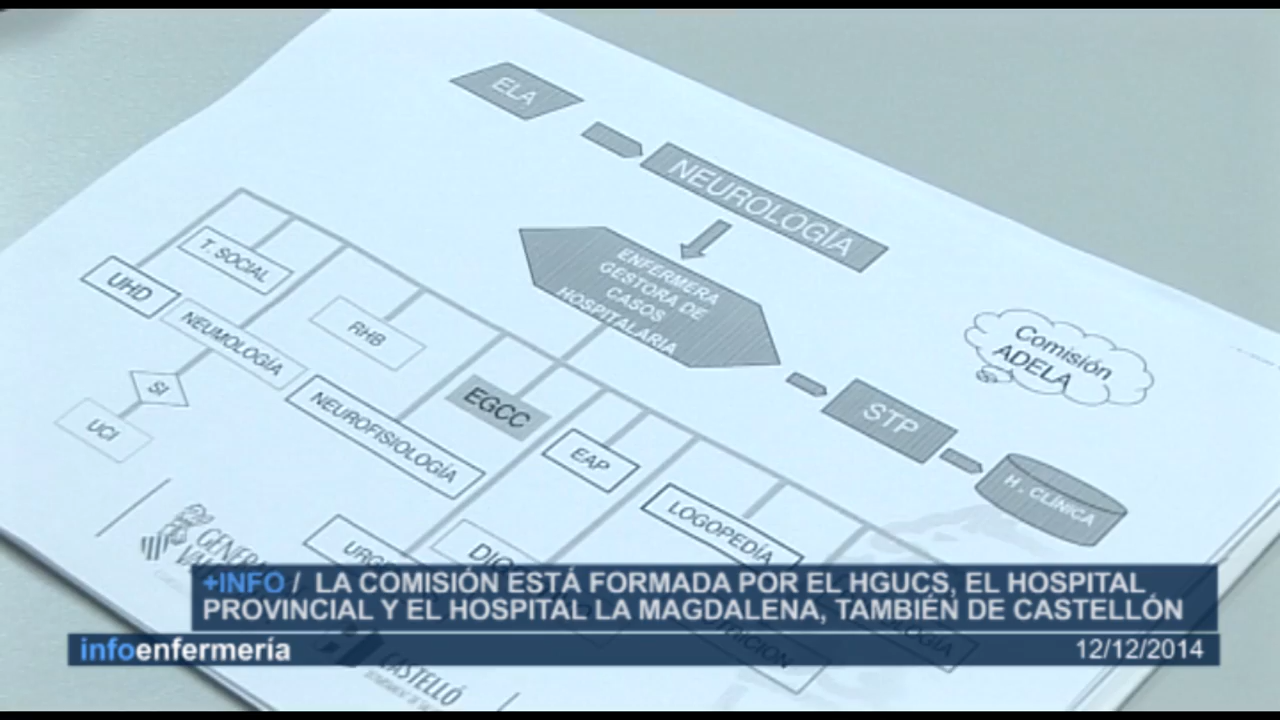 ELA
NEUROLOGÍA
ENFERMERA
GESTORA DE
CASOS
HOSPITALARIA
Comisión
ADELA
T. SOCIAL
UHD
NEUMOLOGÍA
RHB
SI
UCI
NEUROFISIOLOGÍA
EGCC
EAP
STP
H. CLÍNICA
LOGOPEDÍA
+INFO / LA COMISIÓN ESTÁ FORMADA POR EL HGUCS, EL HOSPITAL
PROVINCIAL Y EL HOSPITAL LA MAGDALENA, TAMBIÉN DE CASTELLÓN
infoenfermería
12/12/2014
CASTELLÓ